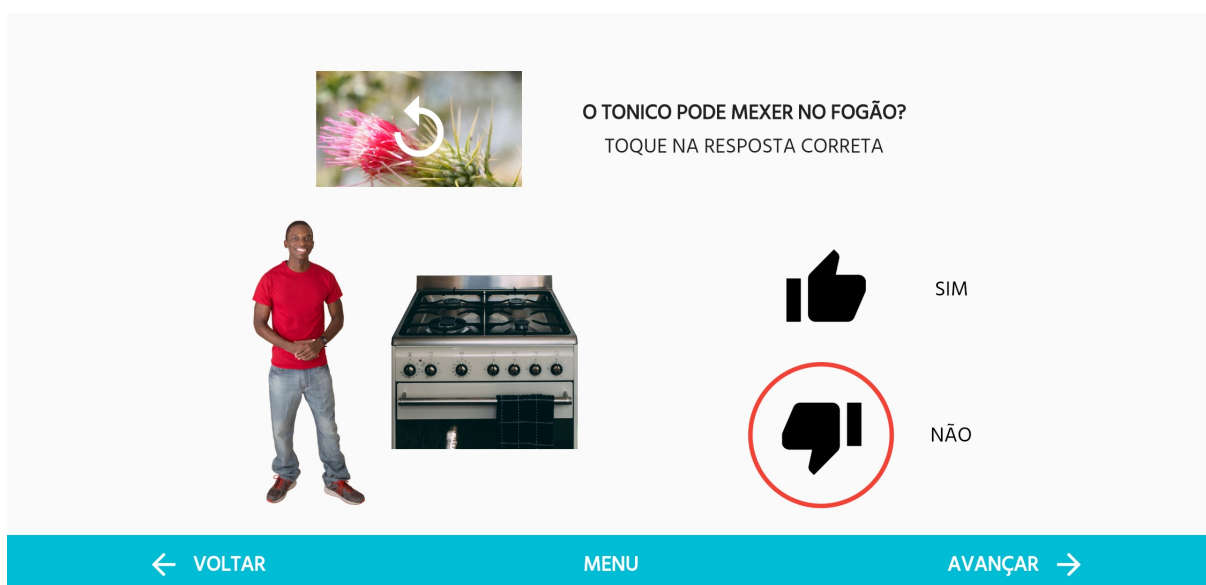 O TONICO PODE MEXER NO FOGÃO?
TOQUE NA RESPOSTA CORRETA
SIM
NÃO
VOLTAR
MENU
AVANÇAR